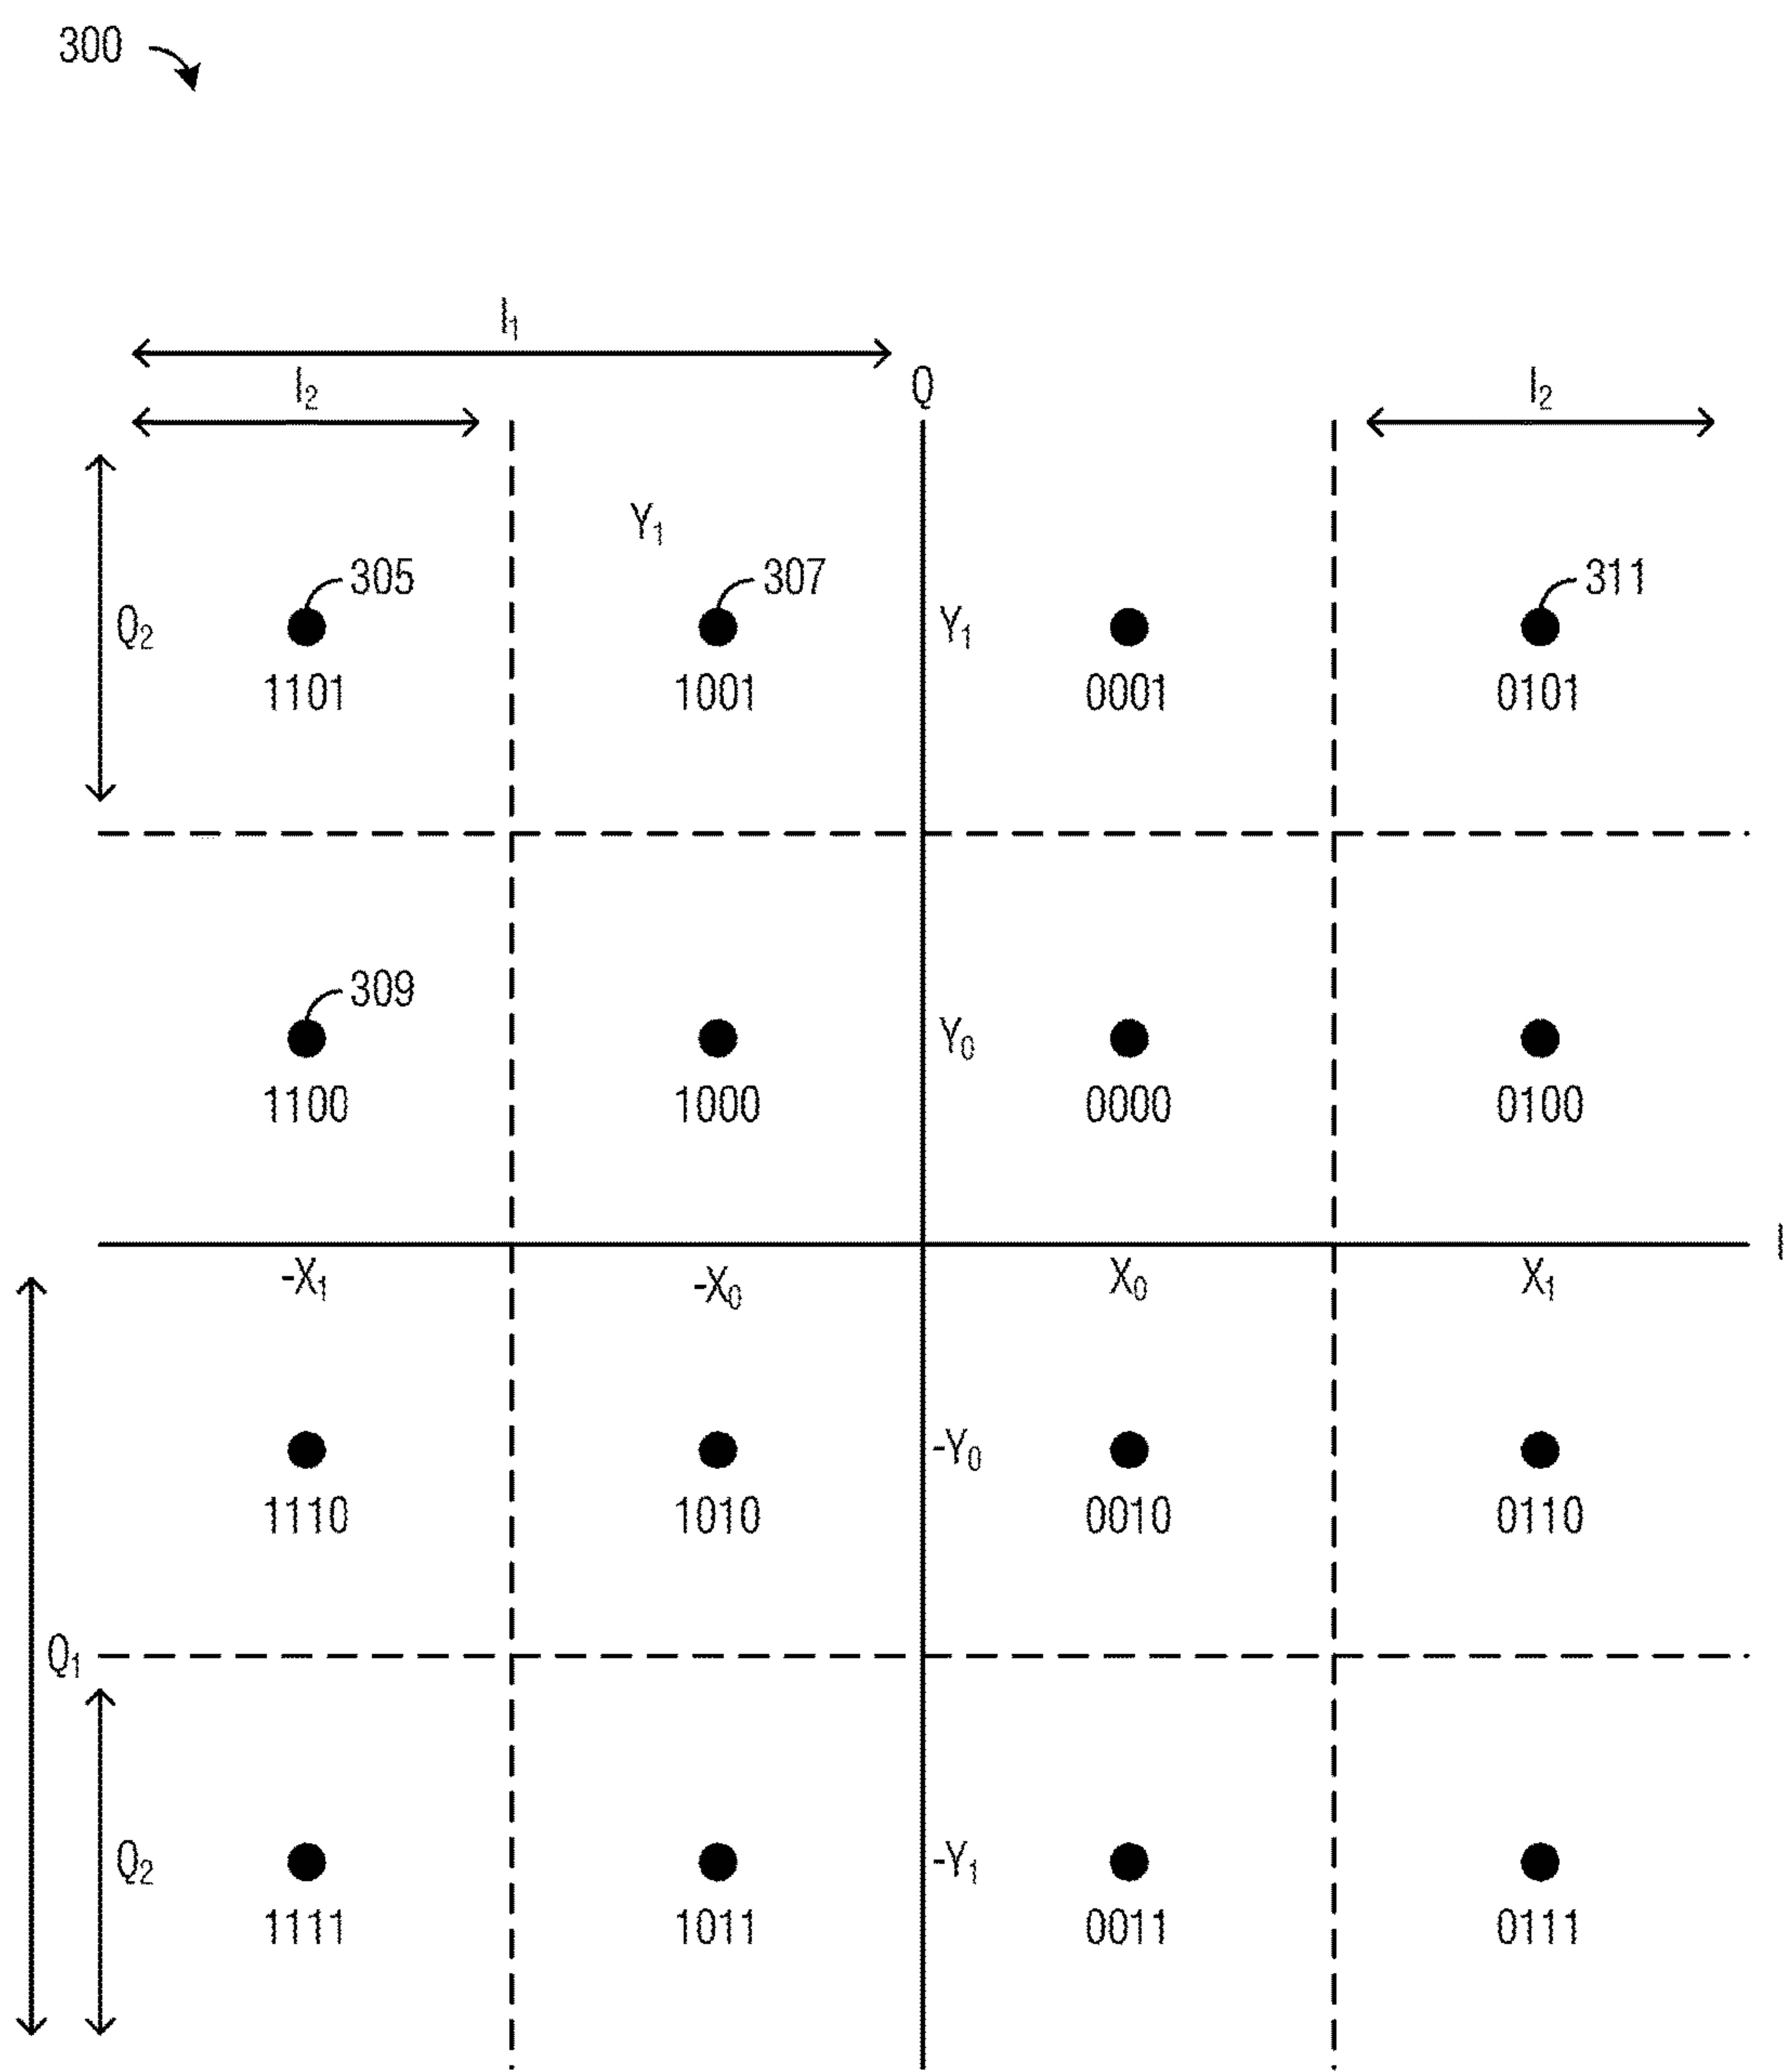 300
I₁
I₂ Q I₂
Y₁
305 307 311
Q₂ Y₁
1101 1001 0001 0101
309
Y₀
1100 1000 0000 0100
I
-X₁ -X₀ X₀ X₁
-Y₀
1110 1010 0010 0110
Q₁
Q₂ -Y₁
1111 1011 0011 0111